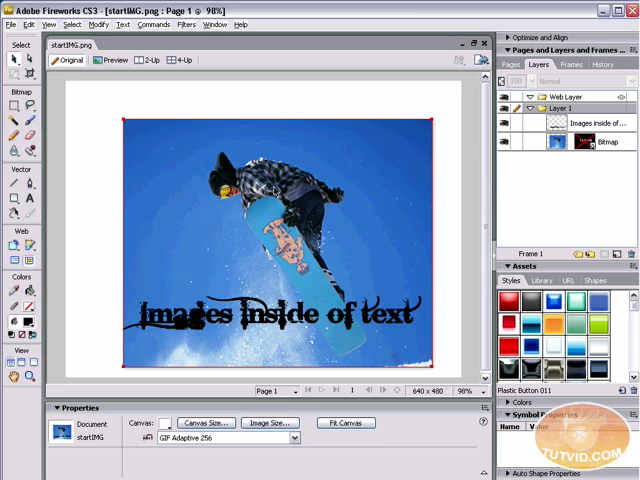 Adobe Fireworks CS3 - [startIMG.png : Page 1 @ 98%]
File Edit View Select Modify Text Commands Filters Window Help
startIMG.png
Original Preview 2-Up 4-Up
Select
Bitmap
Vector
Web
Colors
View
Images inside of text
Page 1 1 640 x 480 98%
Properties
Document
startIMG
Canvas: Canvas Size... Image Size... Fit Canvas
GIF Adaptive 256
Optimize and Align
Pages and Layers and Frames ...
Pages Layers Frames History
100 Normal
Web Layer
Layer 1
Images inside of...
Bitmap
Frame 1
Assets
Styles Library URL Shapes
Plastic Button 011
Colors
Symbol Properties
Name Value
TUTVID.COM
Auto Shape Properties